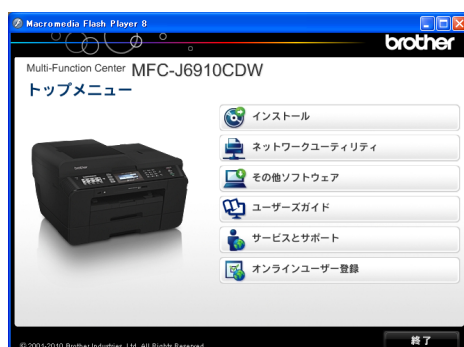 Macromedia Flash Player 8
brother
Multi-Function Center MFC-J6910CDW
トップメニュー
インストール
ネットワークユーティリティ
その他ソフトウェア
ユーザーズガイド
サービスとサポート
オンラインユーザー登録
© 2001-2010 Brother Industries, Ltd. All Rights Reserved.
終了